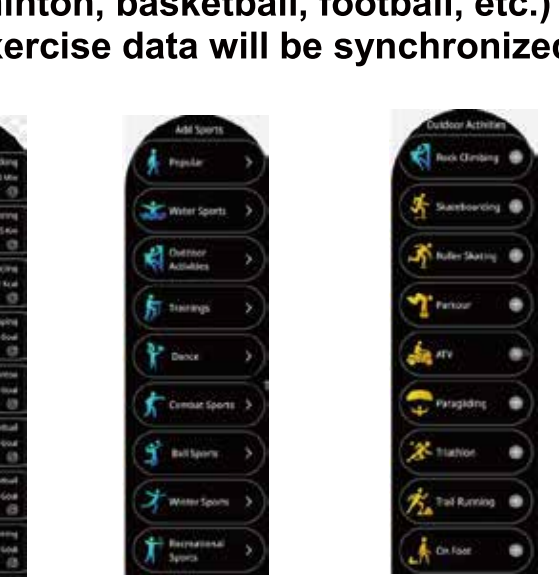 inton, basketball, football, etc.)
ercise data will be synchronized
Add Sports
Popular
Water Sports
Outdoor
Activities
Trainings
Dance
Combat Sports
Ball Sports
Winter Sports
Recreational
Sports
Outdoor Activities
Rock Climbing
Skateboarding
Roller Skating
Parkour
ATV
Paragliding
Triathlon
Trail Running
On Foot